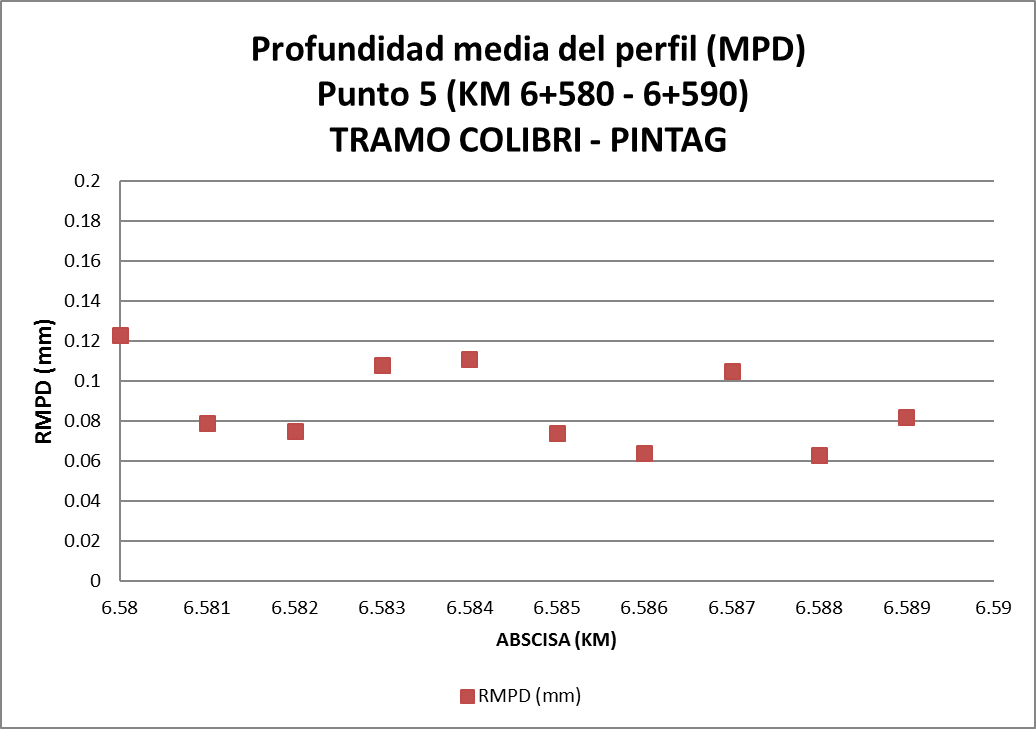 Profundidad media del perfil (MPD)
Punto 5 (KM 6+580 - 6+590)
TRAMO COLIBRI - PINTAG
0.2
0.18
0.16
0.14
0.12
0.1
0.08
0.06
0.04
0.02
0
RMPD (mm)
6.58 6.581 6.582 6.583 6.584 6.585 6.586 6.587 6.588 6.589 6.59
ABSCISA (KM)
RMPD (mm)